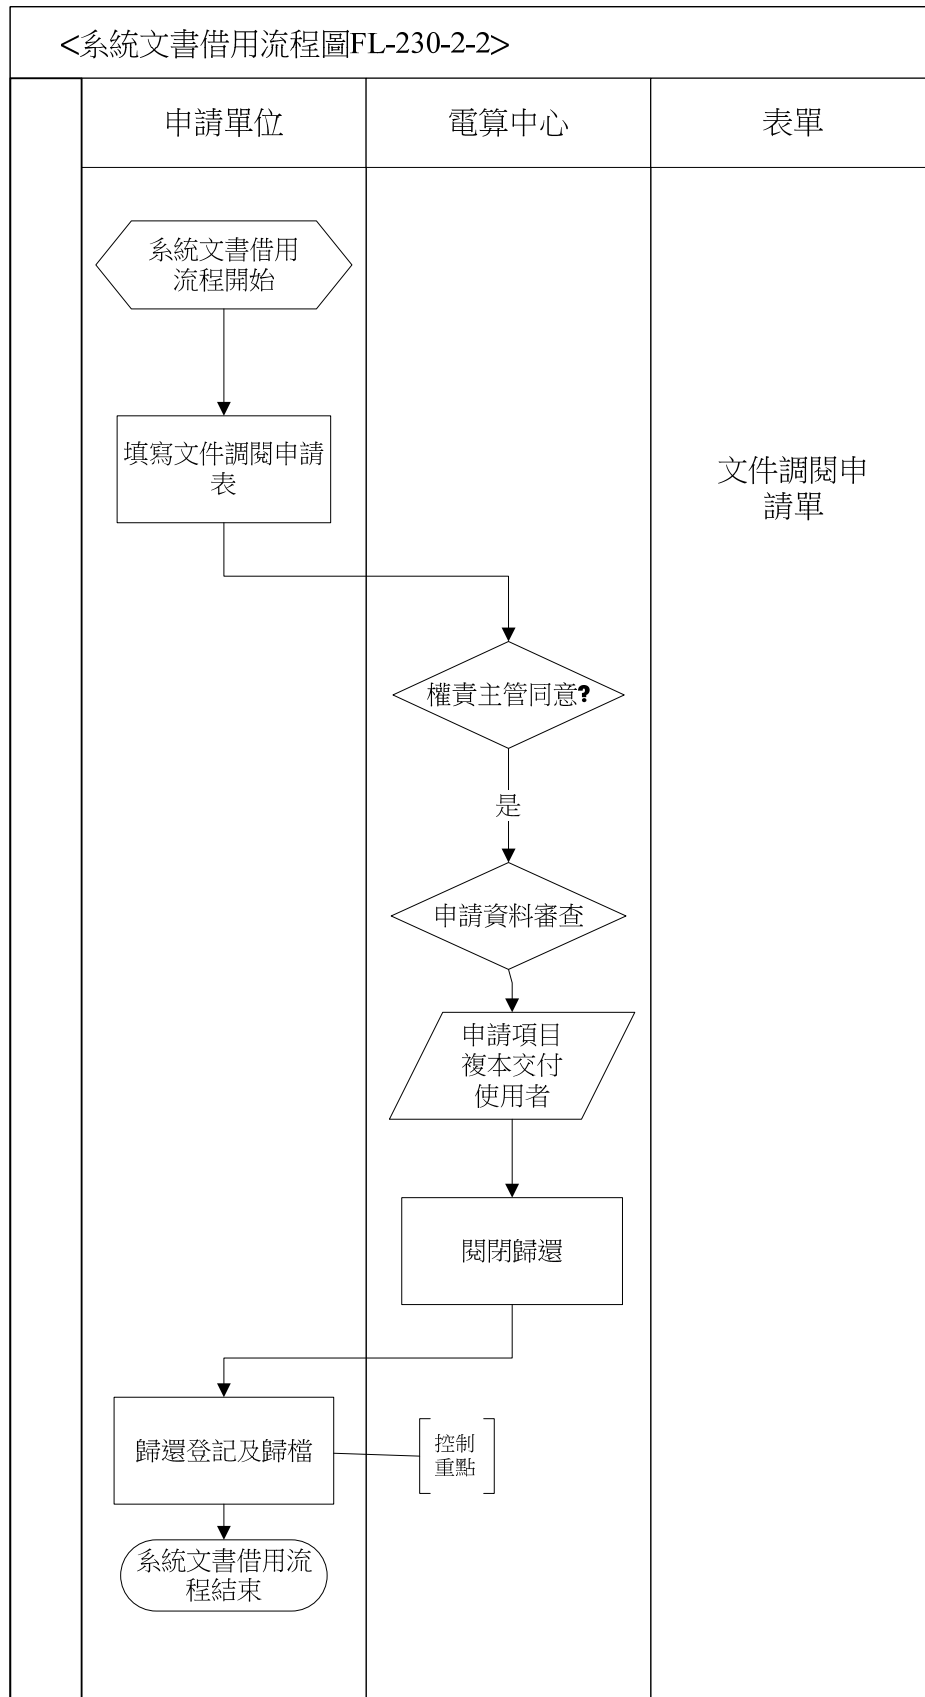 <系統文書借用流程圖FL-230-2-2>
申請單位
電算中心
表單
系統文書借用
流程開始
填寫文件調閱申請
表
文件調閱申
請單
權責主管同意?
是
申請資料審查
申請項目
複本交付
使用者
閱閉歸還
歸還登記及歸檔
控制
重點
系統文書借用流
程結束